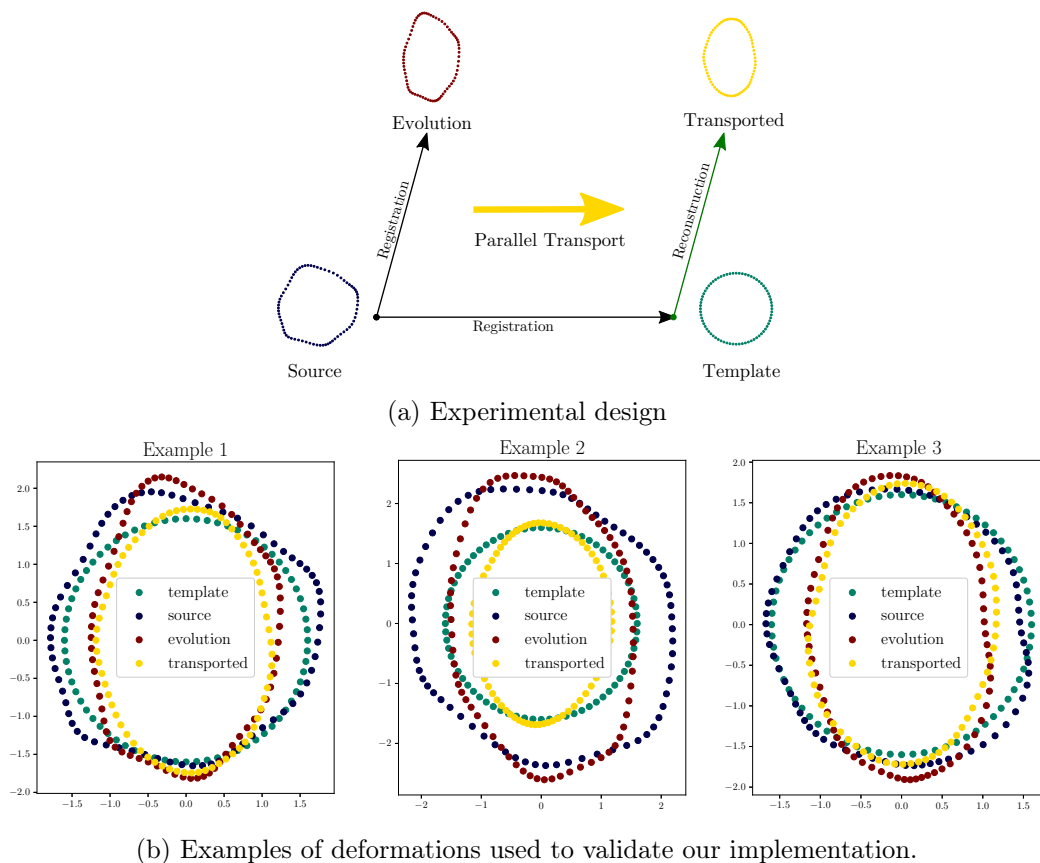 Evolution
Transported
Registration
Reconstruction
Parallel Transport
Registration
Source
Template
(a) Experimental design
Example 1
Example 2
Example 3
2.0
1.5
1.0
0.5
0.0
−0.5
−1.0
−1.5
−2.0
template
source
evolution
transported
−1.5 −1.0 −0.5 0.0 0.5 1.0 1.5
2
1
0
−1
−2
template
source
evolution
transported
−2 −1 0 1 2
2.0
1.5
1.0
0.5
0.0
−0.5
−1.0
−1.5
−2.0
template
source
evolution
transported
−1.5 −1.0 −0.5 0.0 0.5 1.0 1.5
(b) Examples of deformations used to validate our implementation.